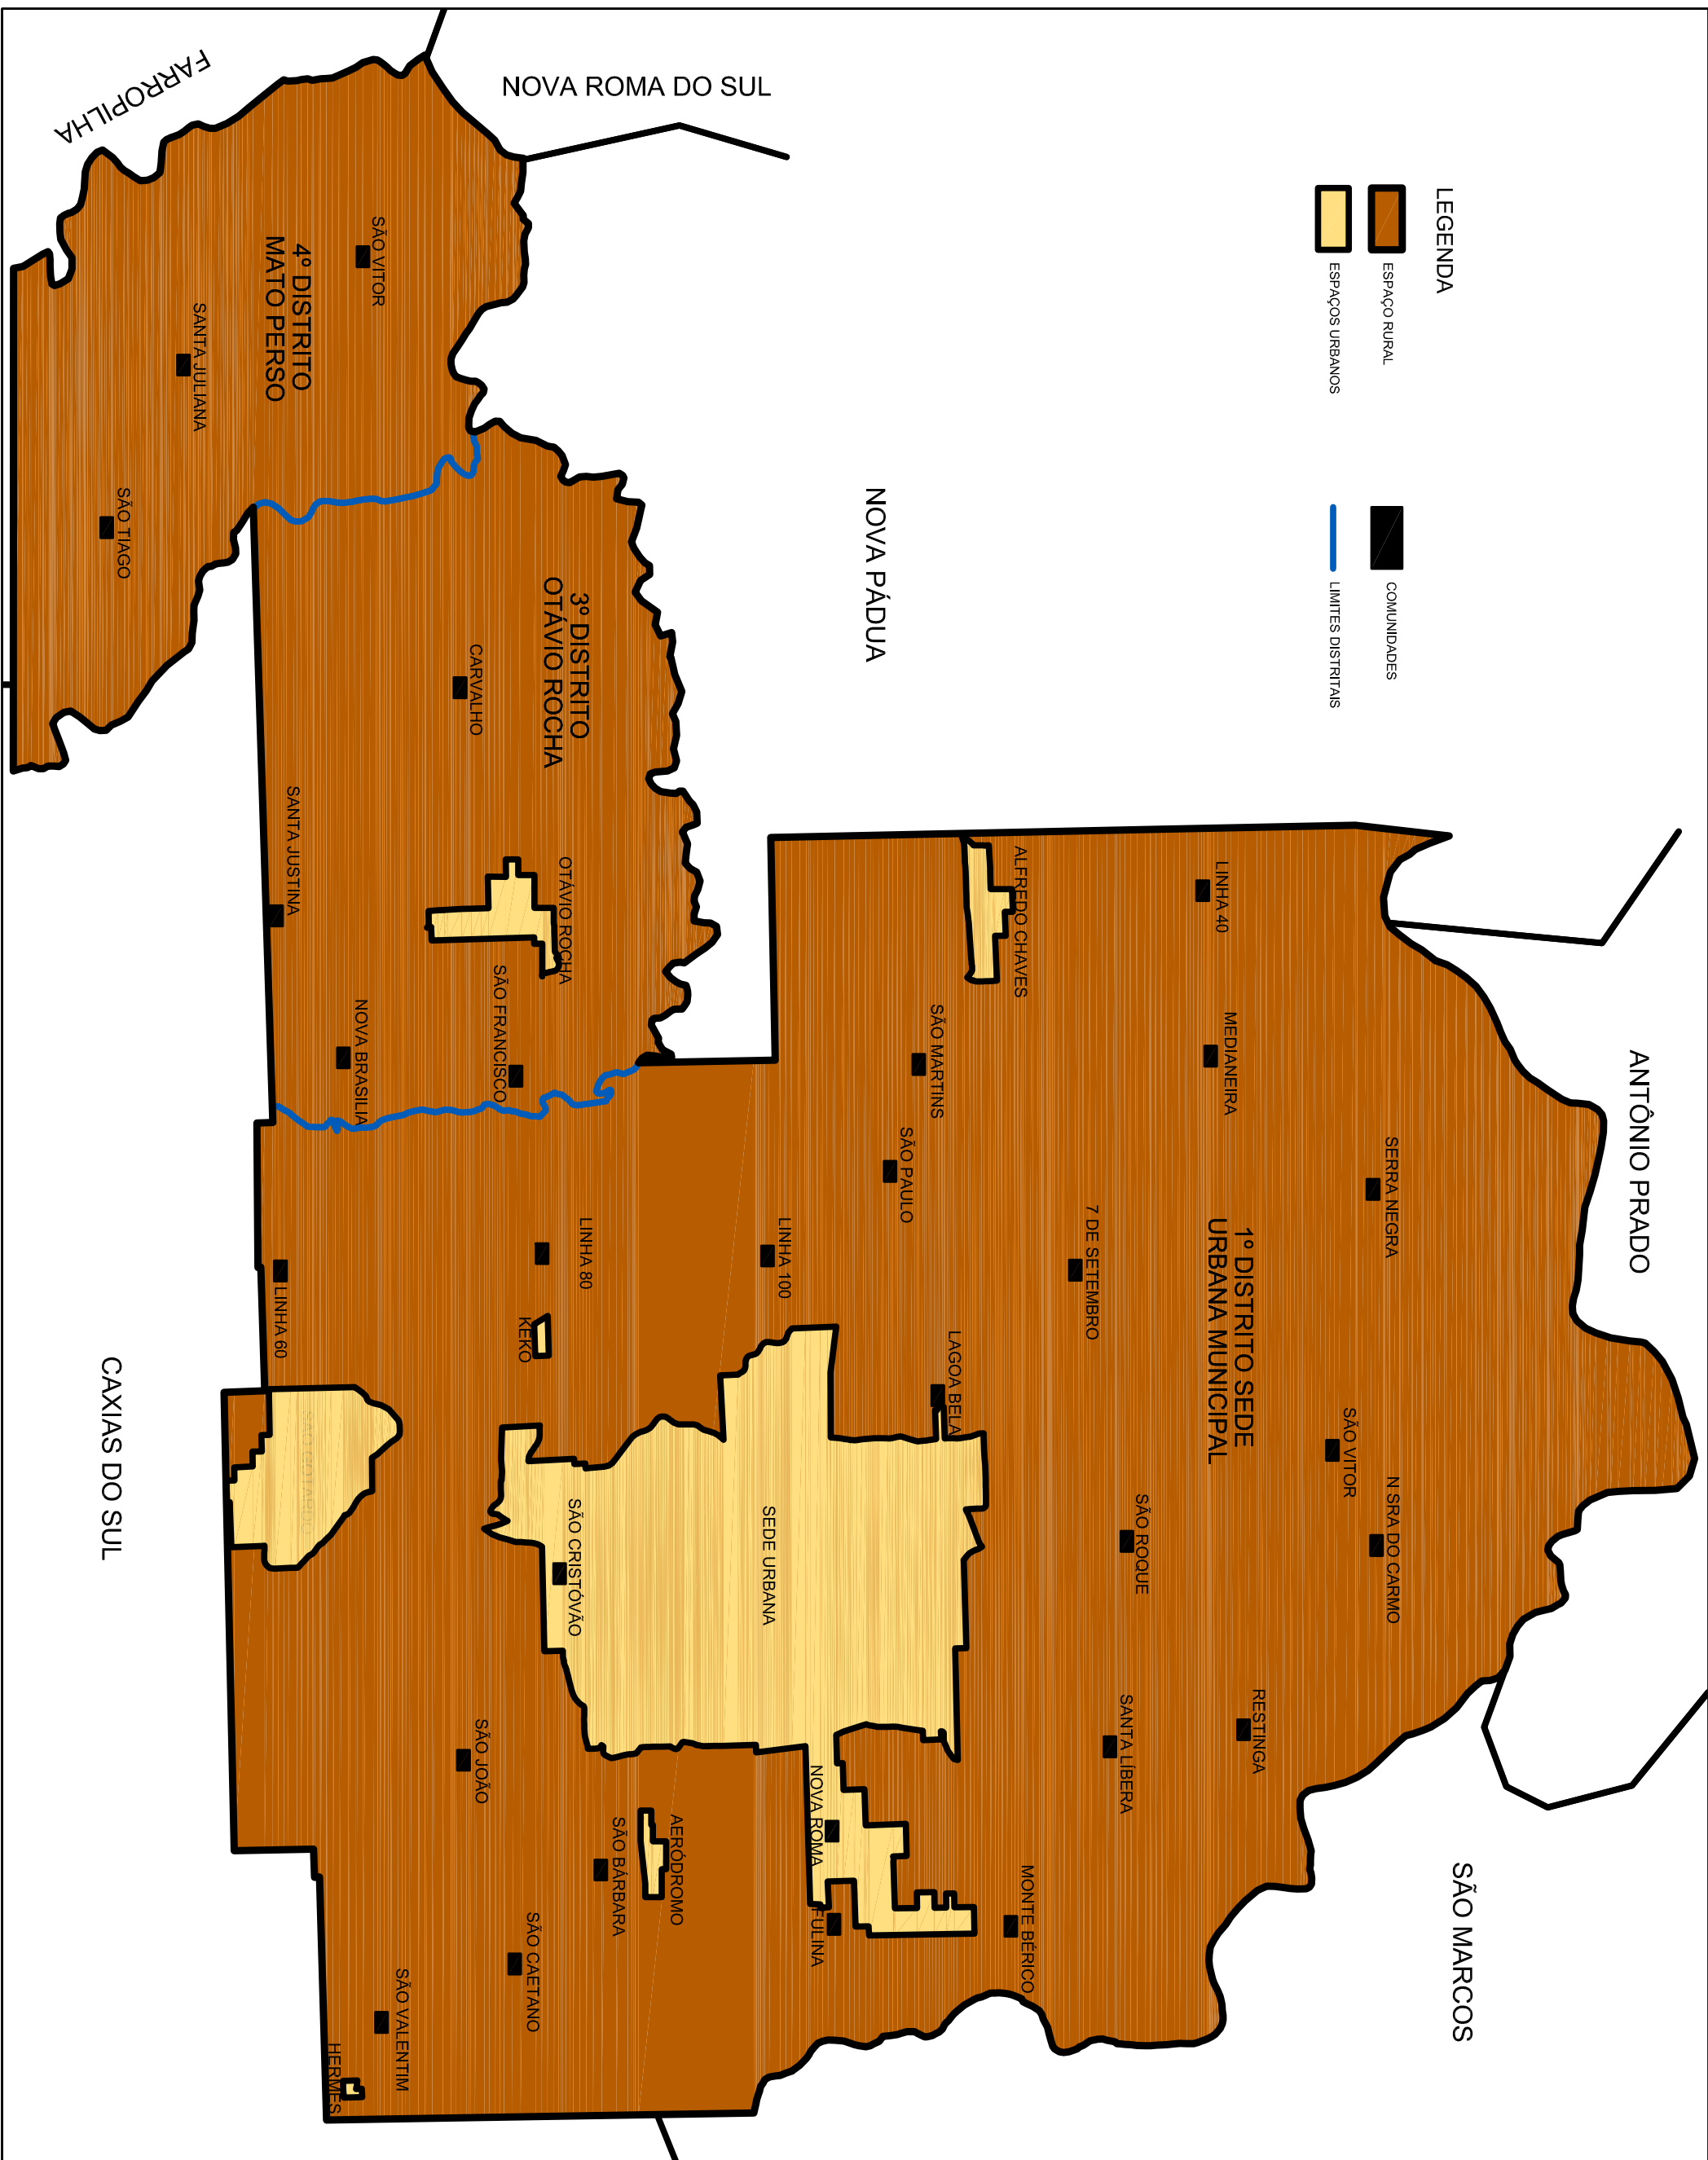 LEGENDA
ESPAÇO RURAL
ESPAÇOS URBANOS
COMUNIDADES
LIMITES DISTRITAIS
FARROPILHA
NOVA ROMA DO SUL
NOVA PÁDUA
ANTÔNIO PRADO
SÃO MARCOS
CAXIAS DO SUL
4º DISTRITO
MATO PERSO
SÃO VITOR
SANTA JULIANA
SÃO TIAGO
3º DISTRITO
OTÁVIO ROCHA
CARVALHO
SANTA JUSTINA
OTÁVIO ROCHA
SÃO FRANCISCO
NOVA BRASILIA
1º DISTRITO SEDE
URBANA MUNICIPAL
LINHA 40
ALFREDO CHAVES
MEDIANEIRA
SÃO MARTINS
SERRA NEGRA
SÃO PAULO
7 DE SETEMBRO
LINHA 100
LINHA 80
LINHA 60
KEKO
LAGOA BELA
SÃO VITOR
N SRA DO CARMO
SÃO ROQUE
SEDE URBANA
SÃO CRISTÓVÃO
SÃO GOTARDO
RESTINGA
SANTA LÍBERA
SÃO JOÃO
NOVA ROMA
AERÓDROMO
SÃO BÁRBARA
MONTE BÉRICO
FULINA
SÃO CAETANO
SÃO VALENTIM
HERMES